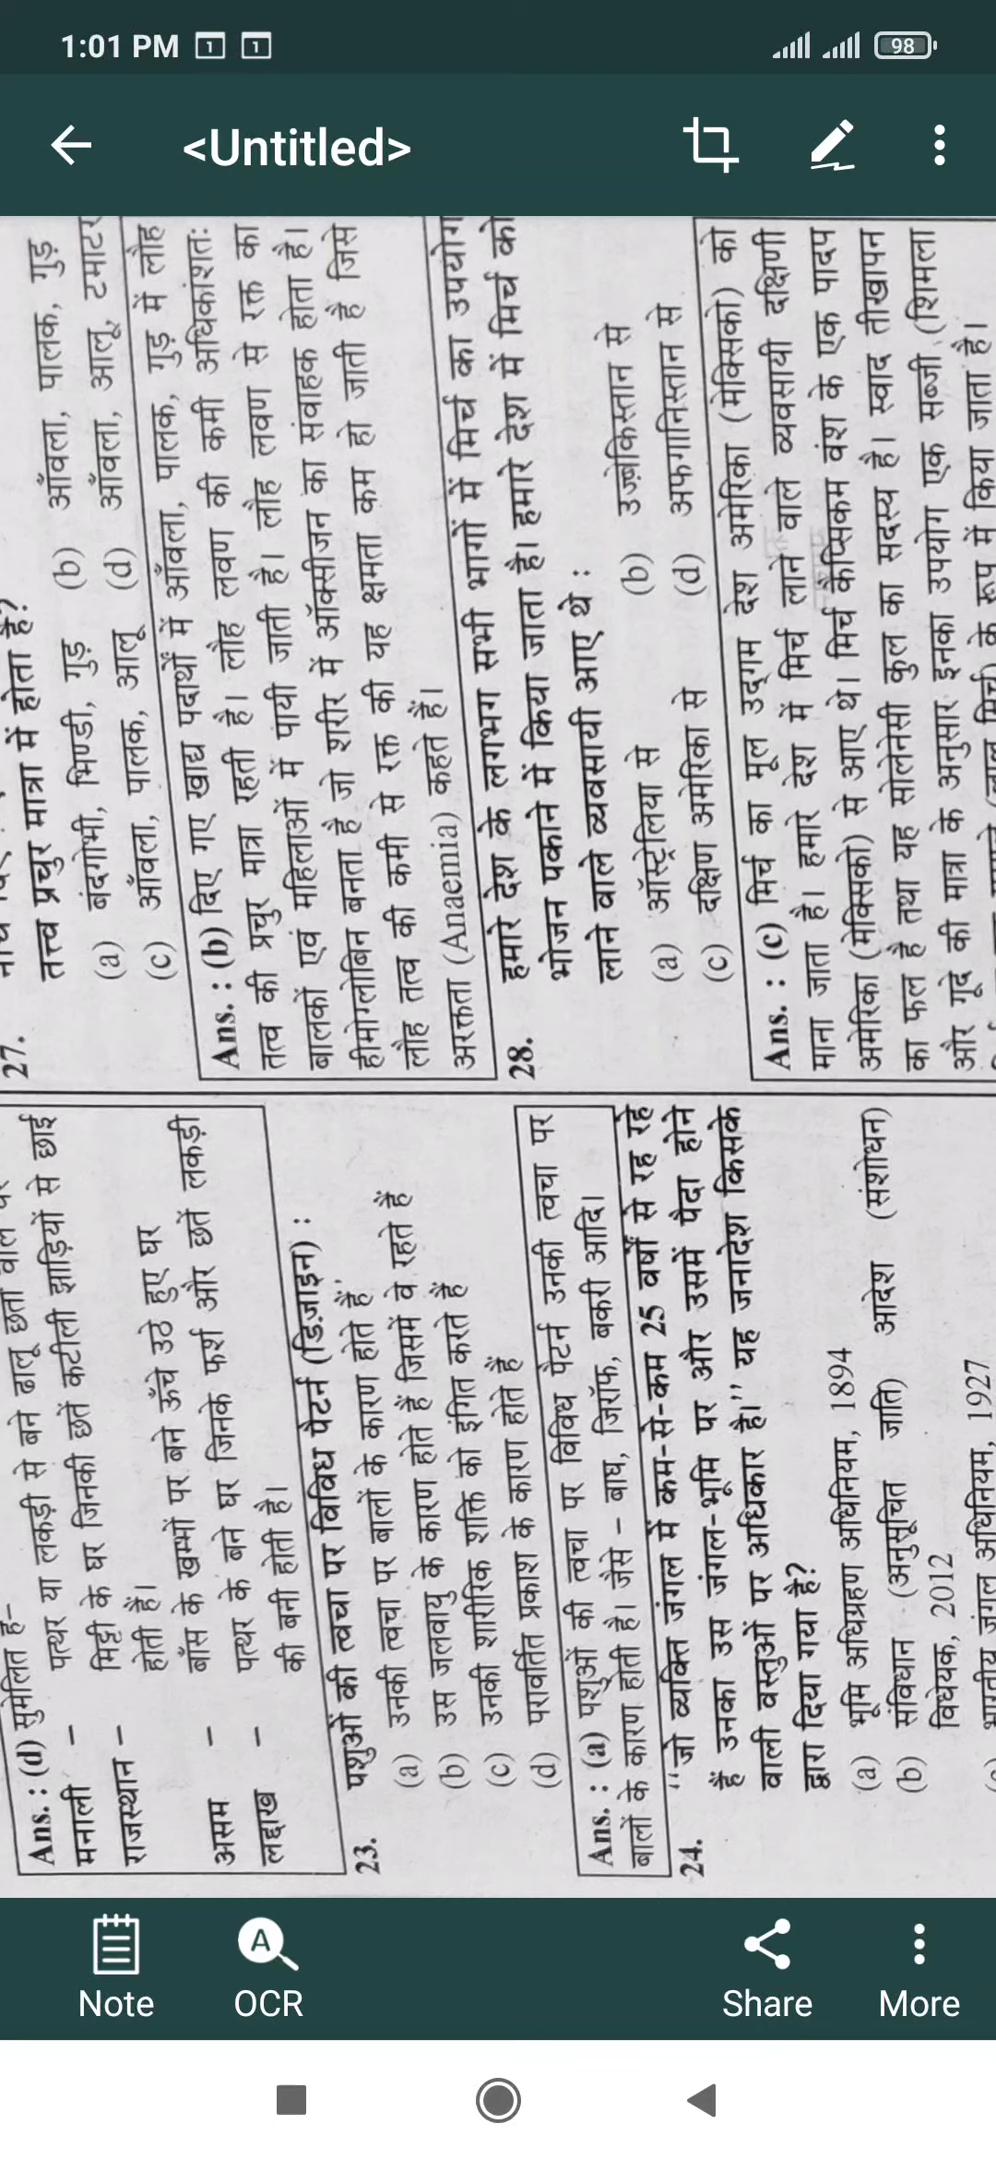 1:01 PM
98
<Untitled>
Ans. : (d) सुमेलित है–
मनाली – पत्थर या लकड़ी से बने ढालू छतों वाले घर
राजस्थान – मिट्टी के घर जिनकी छतें कटीली झाड़ियों से छाई
होती हैं।
असम – बाँस के खम्भों पर बने ऊँचे उठे हुए घर
लद्दाख – पत्थर के बने घर जिनके फर्श और छतें लकड़ी
की बनी होती है।
23. पशुओं की त्वचा पर विविध पैटर्न (डिज़ाइन) :
(a) उनकी त्वचा पर बालों के कारण होते हैं
(b) उस जलवायु के कारण होते हैं जिसमें वे रहते हैं
(c) उनकी शारीरिक शक्ति को इंगित करते हैं
(d) परावर्तित प्रकाश के कारण होते हैं
Ans. : (a) पशुओं की त्वचा पर विविध पैटर्न उनकी त्वचा पर
बालों के कारण होती है। जैसे – बाघ, जिरॉफ, बकरी आदि।
24. ‘‘जो व्यक्ति जंगल में कम-से-कम 25 वर्षों से रह रहे
हैं उनका उस जंगल-भूमि पर और उसमें पैदा होने
वाली वस्तुओं पर अधिकार है।’’ यह जनादेश किसके
द्वारा दिया गया है?
(a) भूमि अधिग्रहण अधिनियम, 1894
(b) संविधान (अनुसूचित जाति) आदेश (संशोधन)
विधेयक, 2012
भारतीय जंगल अधिनियम, 1927
27.
तत्त्व प्रचुर मात्रा में होता है?
(a) बंदगोभी, भिण्डी, गुड़ (b) आँवला, पालक, गुड़
(c) आँवला, पालक, आलू (d) आँवला, आलू, टमाटर
Ans. : (b) दिए गए खाद्य पदार्थों में आँवला, पालक, गुड़ में लौह
तत्व की प्रचुर मात्रा रहती है। लौह लवण की कमी अधिकांशतः
बालकों एवं महिलाओं में पायी जाती है। लौह लवण से रक्त का
हीमोग्लोबिन बनता है जो शरीर में ऑक्सीजन का संवाहक होता है।
लौह तत्व की कमी से रक्त की यह क्षमता कम हो जाती है जिसे
अरक्तता (Anaemia) कहते हैं।
28. हमारे देश के लगभग सभी भागों में मिर्च का उपयोग
भोजन पकाने में किया जाता है। हमारे देश में मिर्च को
लाने वाले व्यवसायी आए थे :
(a) ऑस्ट्रेलिया से (b) उज़्बेकिस्तान से
(c) दक्षिण अमेरिका से (d) अफगानिस्तान से
Ans. : (c) मिर्च का मूल उद्‌गम देश अमेरिका (मेक्सिको) को
माना जाता है। हमारे देश में मिर्च लाने वाले व्यवसायी दक्षिणी
अमेरिका (मेक्सिको) से आए थे। मिर्च कैप्सिकम वंश के एक पादप
का फल है तथा यह सोलेनेसी कुल का सदस्य है। स्वाद तीखापन
और गूदे की मात्रा के अनुसार इनका उपयोग एक सब्जी (शिमला
(लाल मिर्च) के रूप में किया जाता है।
Note
OCR
Share
More